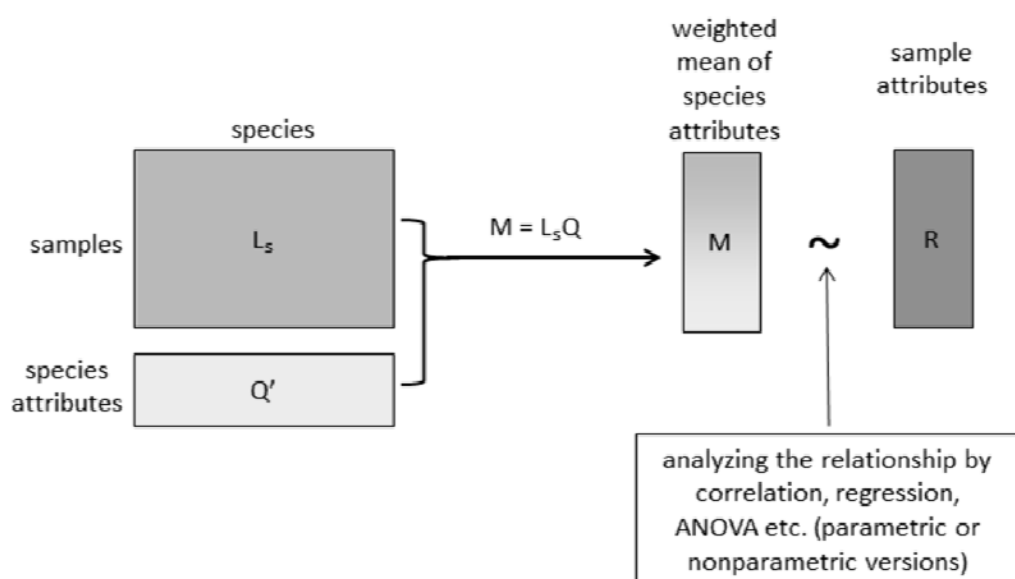 weighted
mean of
species
attributes
sample
attributes
species
samples
Lₛ
M = LₛQ
M
~
R
species
attributes
Q’
analyzing the relationship by
correlation, regression,
ANOVA etc. (parametric or
nonparametric versions)